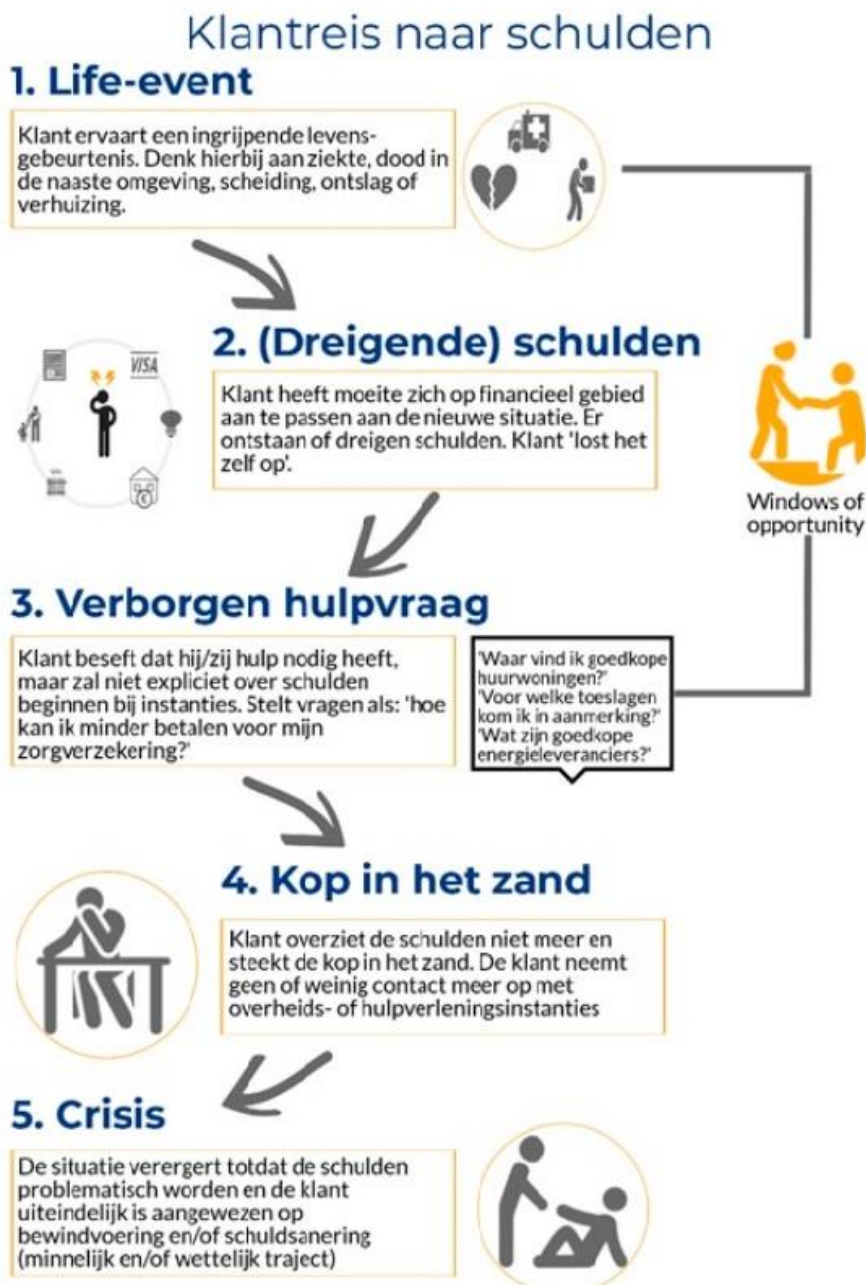 Klantreis naar schulden
1. Life-event
Klant ervaart een ingrijpende levens-
gebeurtenis. Denk hierbij aan ziekte, dood in
de naaste omgeving, scheiding, ontslag of
verhuizing.
2. (Dreigende) schulden
VISA
Klant heeft moeite zich op financieel gebied
aan te passen aan de nieuwe situatie. Er
ontstaan of dreigen schulden. Klant 'lost het
zelf op'.
Windows of
opportunity
3. Verborgen hulpvraag
Klant beseft dat hij/zij hulp nodig heeft,
maar zal niet expliciet over schulden
beginnen bij instanties. Stelt vragen als: 'hoe
kan ik minder betalen voor mijn
zorgverzekering?'
'Waar vind ik goedkope
huurwoningen?'
'Voor welke toeslagen
kom ik in aanmerking?'
'Wat zijn goedkope
energieleveranciers?'
4. Kop in het zand
Klant overziet de schulden niet meer en
steekt de kop in het zand. De klant neemt
geen of weinig contact meer op met
overheids- of hulpverleningsinstanties
5. Crisis
De situatie verergert totdat de schulden
problematisch worden en de klant
uiteindelijk is aangewezen op
bewindvoering en/of schuldsanering
(minnelijk en/of wettelijk traject)